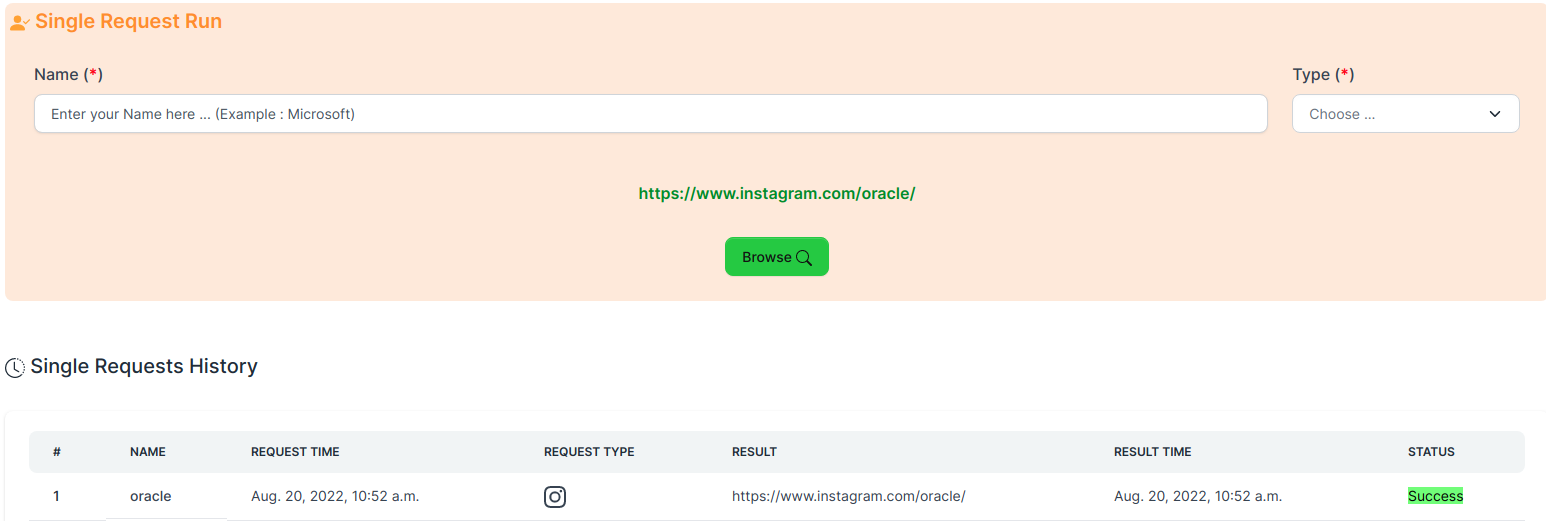 Single Request Run
Name (*) Type (*)
Enter your Name here ... (Example : Microsoft) Choose ...
https://www.instagram.com/oracle/
Browse
Single Requests History
# NAME REQUEST TIME REQUEST TYPE RESULT RESULT TIME STATUS
1 oracle Aug. 20, 2022, 10:52 a.m. https://www.instagram.com/oracle/ Aug. 20, 2022, 10:52 a.m. Success